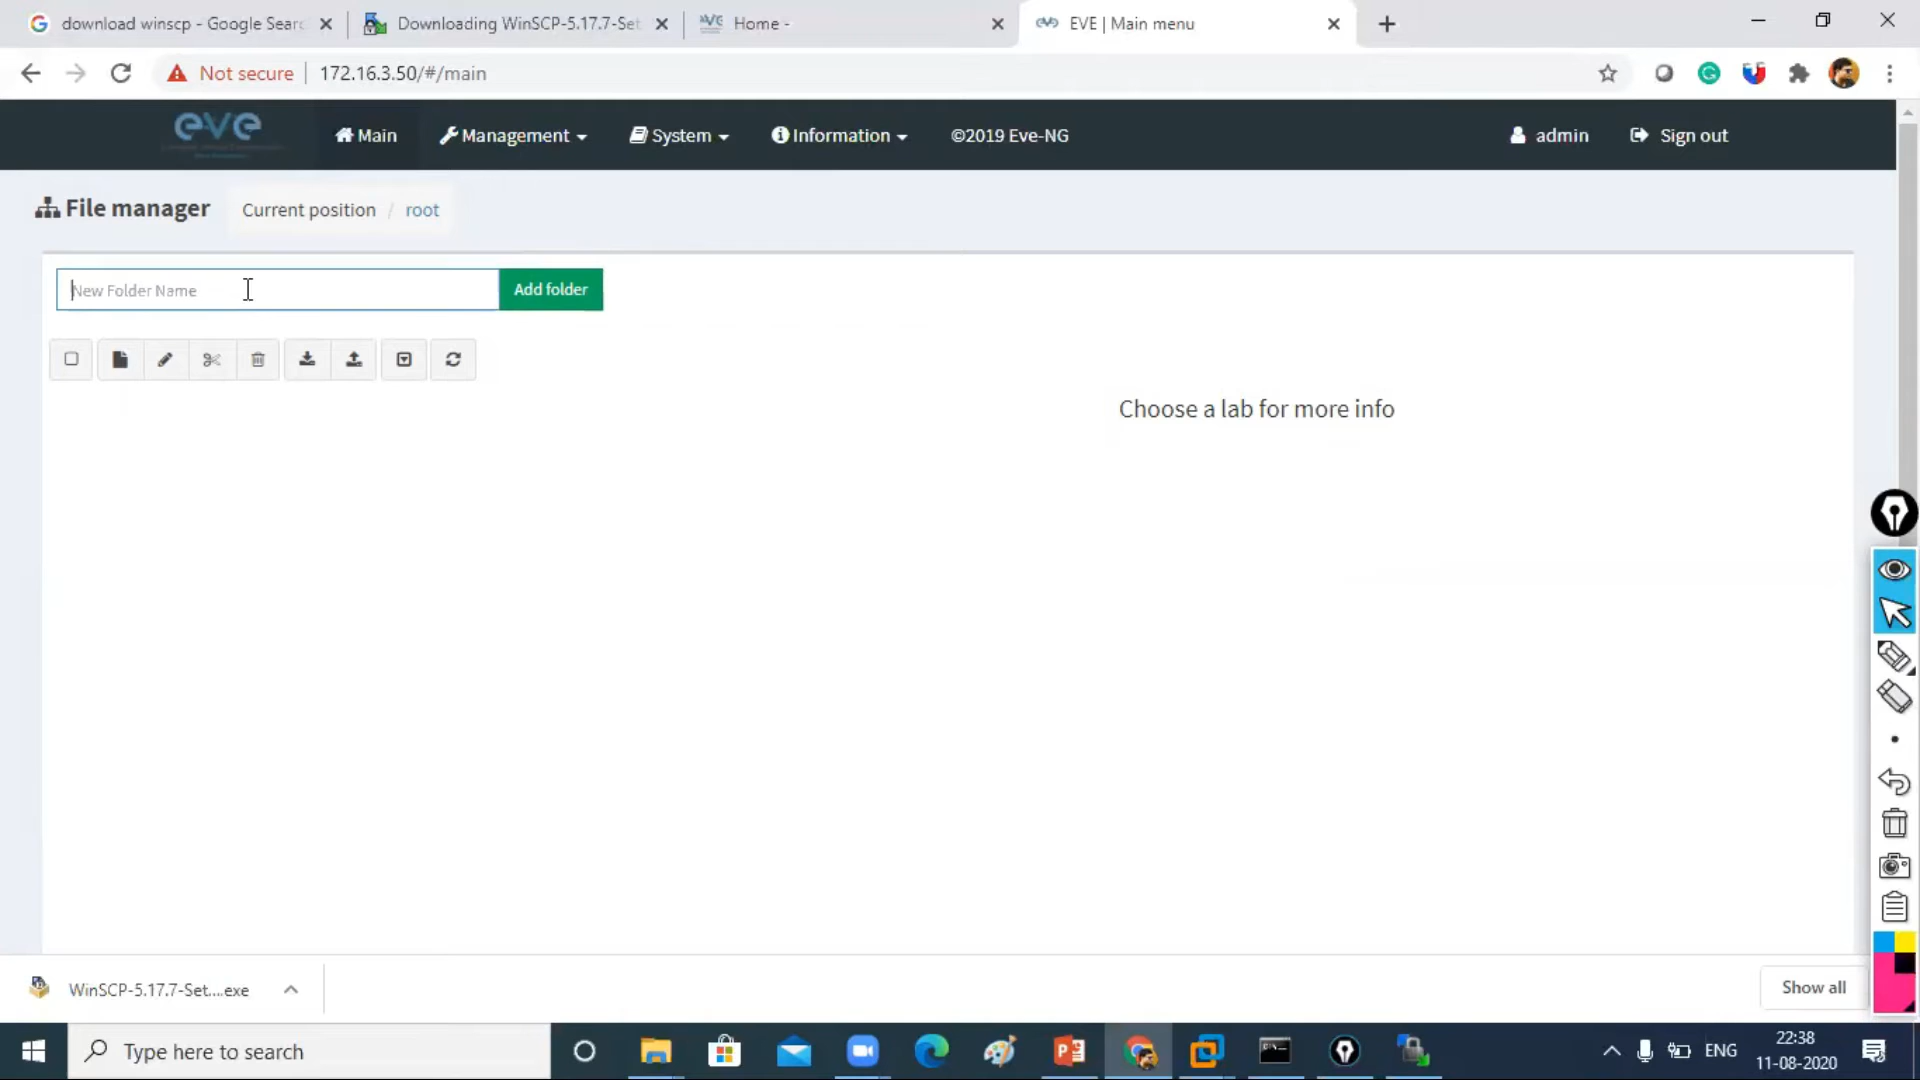 download winscp - Google Searc
Downloading WinSCP-5.17.7-Set
Home -
EVE | Main menu
Not secure
172.16.3.50/#/main
eve
Main
Management
System
Information
©2019 Eve-NG
admin
Sign out
File manager
Current position / root
New Folder Name
Add folder
Choose a lab for more info
WinSCP-5.17.7-Set....exe
Show all
Type here to search
ENG
22:38
11-08-2020